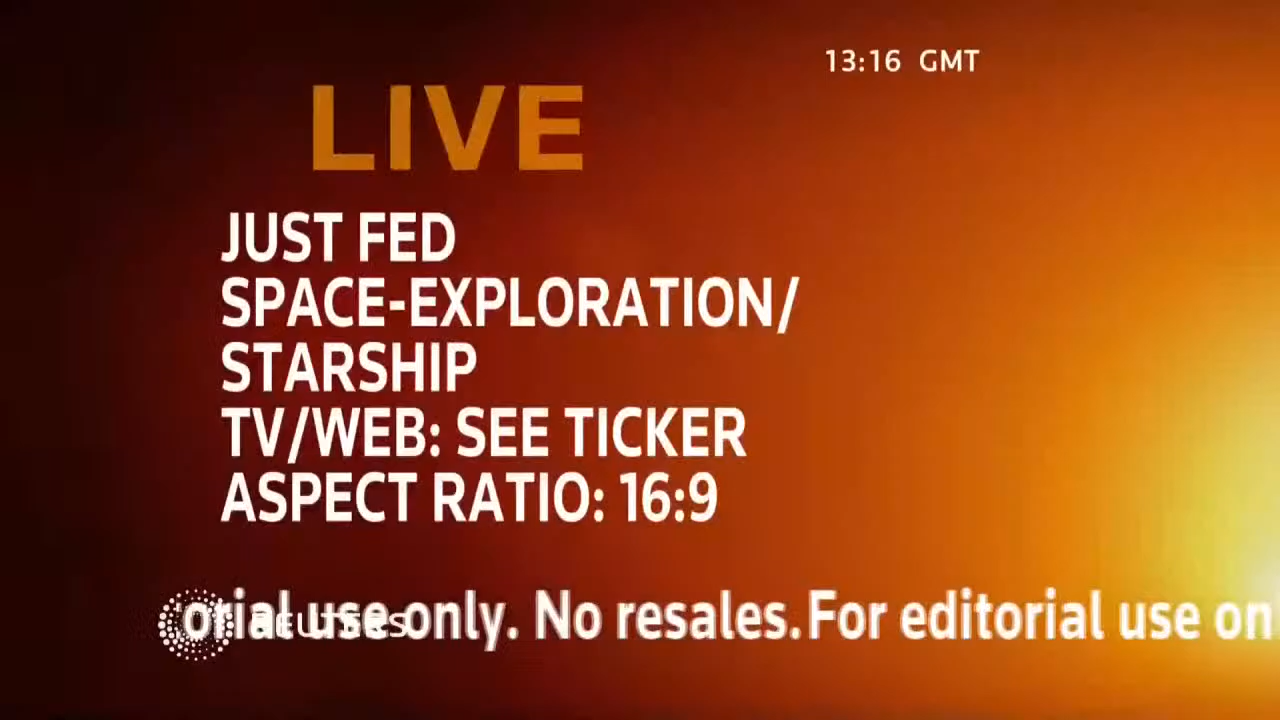 13:16 GMT
LIVE
JUST FED
SPACE-EXPLORATION/
STARSHIP
TV/WEB: SEE TICKER
ASPECT RATIO: 16:9
orial use only. No resales. For editorial use on
REUTERS